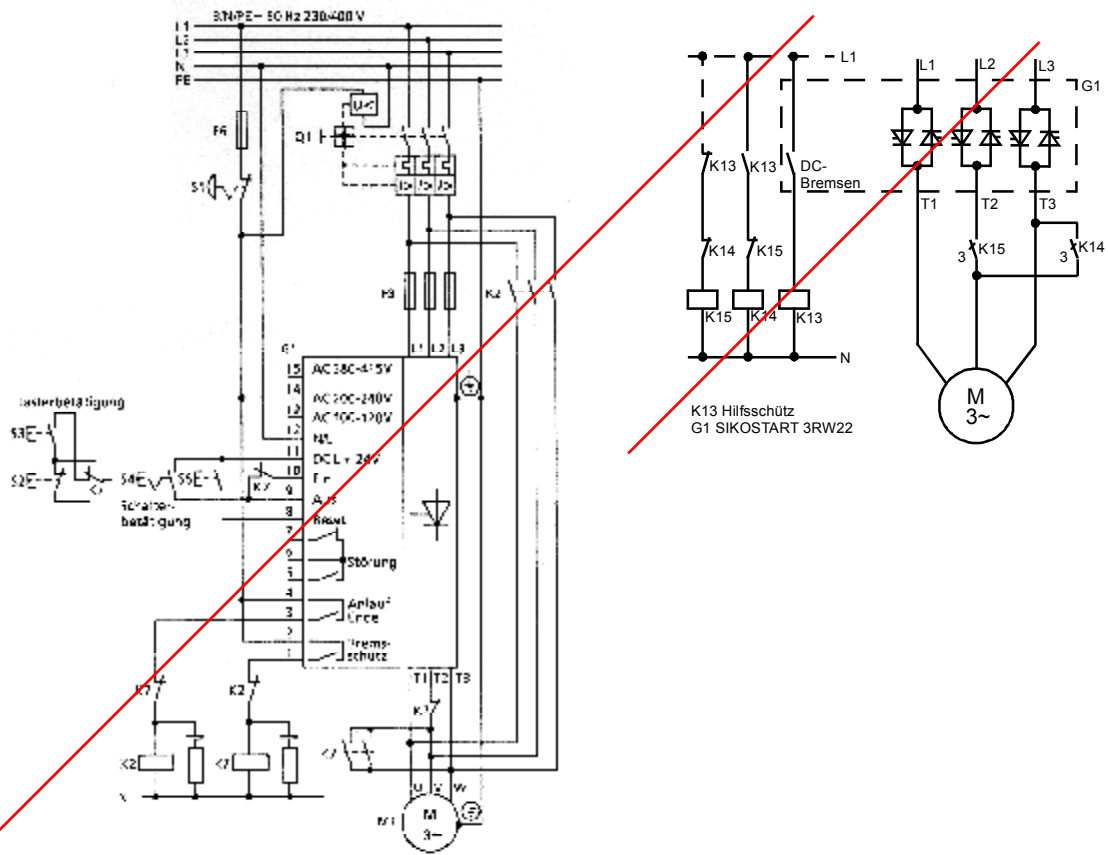 3/N/PE~ 50 Hz 230/400 V
L1
L2
L3
N
PE
F6
U<
Q1
S1
I> I> I>
F3
K2
G1
L1 L2 L3
15 AC 380-415V
14
AC 200-240V
13
AC 100-120V
12
N/L
11
DC L + 24V
10
Ein
9
Aus
8
Reset
7
6
Störung
5
4
Anlauf
3
Ende
2
Brems-
1
schütz
Tasterbetätigung
S3
S2
S4
S5
K7
Schalter-
betätigung
K7
K2
K2
K7
T1 T2 T3
U V W
M
3~
L1
K13
K13
DC-
Bremsen
K14
K15
K15
K14
K13
N
L1
L2
L3
G1
T1
T2
T3
3
K15
3
K14
M
3~
K13 Hilfsschütz
G1 SIKOSTART 3RW22